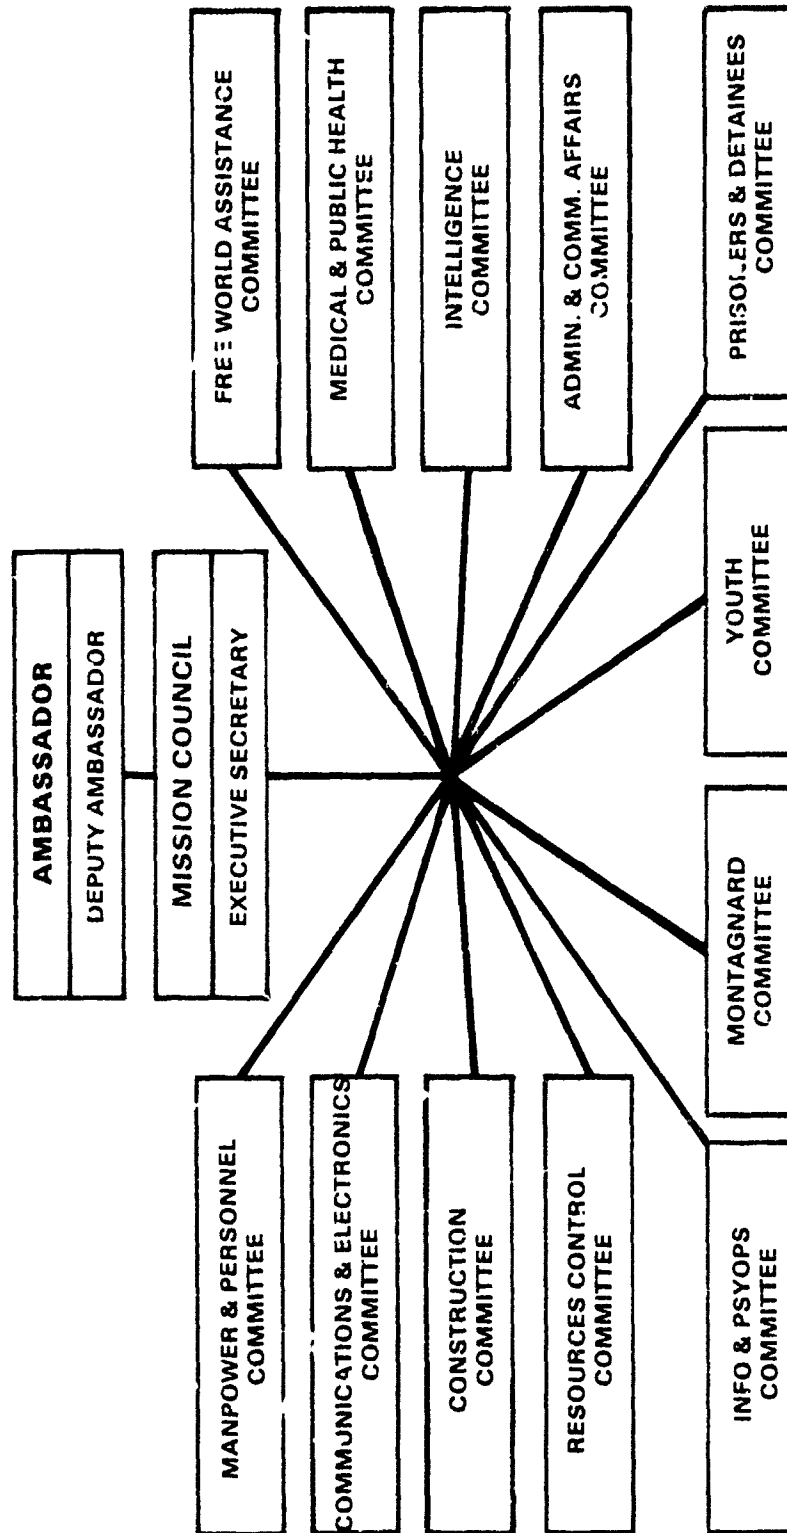 AMBASSADOR
DEPUTY AMBASSADOR
MISSION COUNCIL
EXECUTIVE SECRETARY
MANPOWER & PERSONNEL
COMMITTEE
COMMUNICATIONS & ELECTRONICS
COMMITTEE
CONSTRUCTION
COMMITTEE
RESOURCES CONTROL
COMMITTEE
FREE WORLD ASSISTANCE
COMMITTEE
MEDICAL & PUBLIC HEALTH
COMMITTEE
INTELLIGENCE
COMMITTEE
ADMIN. & COMM. AFFAIRS
COMMITTEE
INFO & PSYOPS
COMMITTEE
MONTAGNARD
COMMITTEE
YOUTH
COMMITTEE
PRISONERS & DETAINEES
COMMITTEE